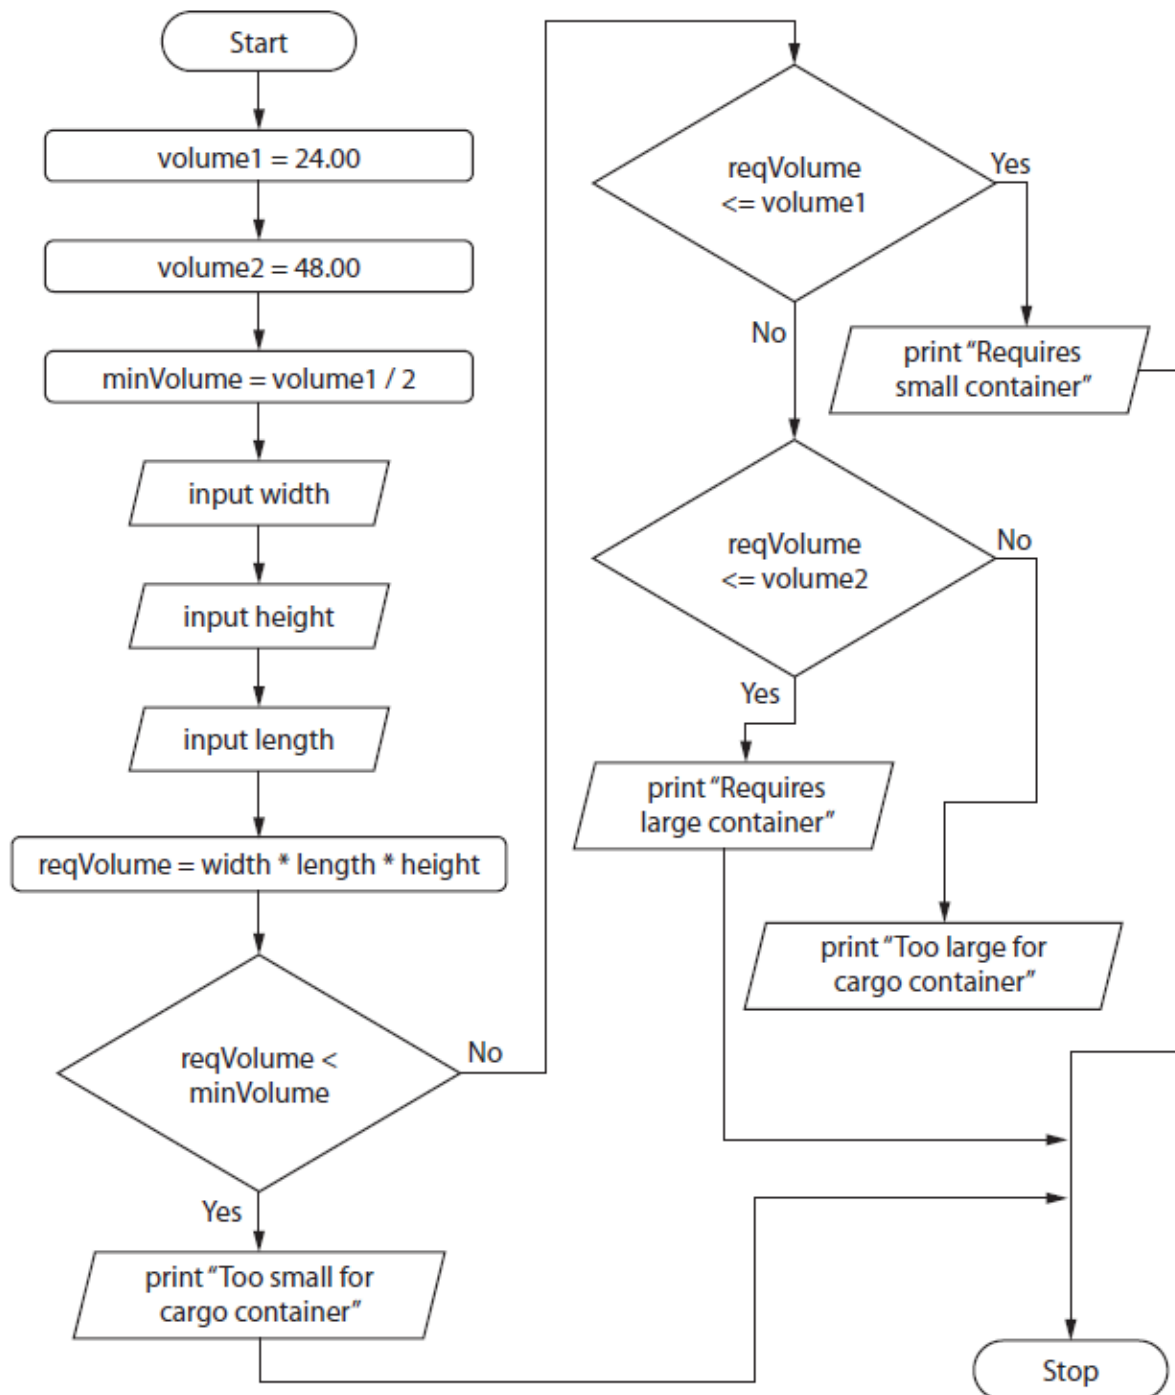 Start
volume1 = 24.00
volume2 = 48.00
minVolume = volume1 / 2
input width
input height
input length
reqVolume = width * length * height
reqVolume <
minVolume
No
Yes
print “Too small for
cargo container”
reqVolume
<= volume1
Yes
No
print “Requires
small container”
reqVolume
<= volume2
No
Yes
print “Requires
large container”
print “Too large for
cargo container”
Stop